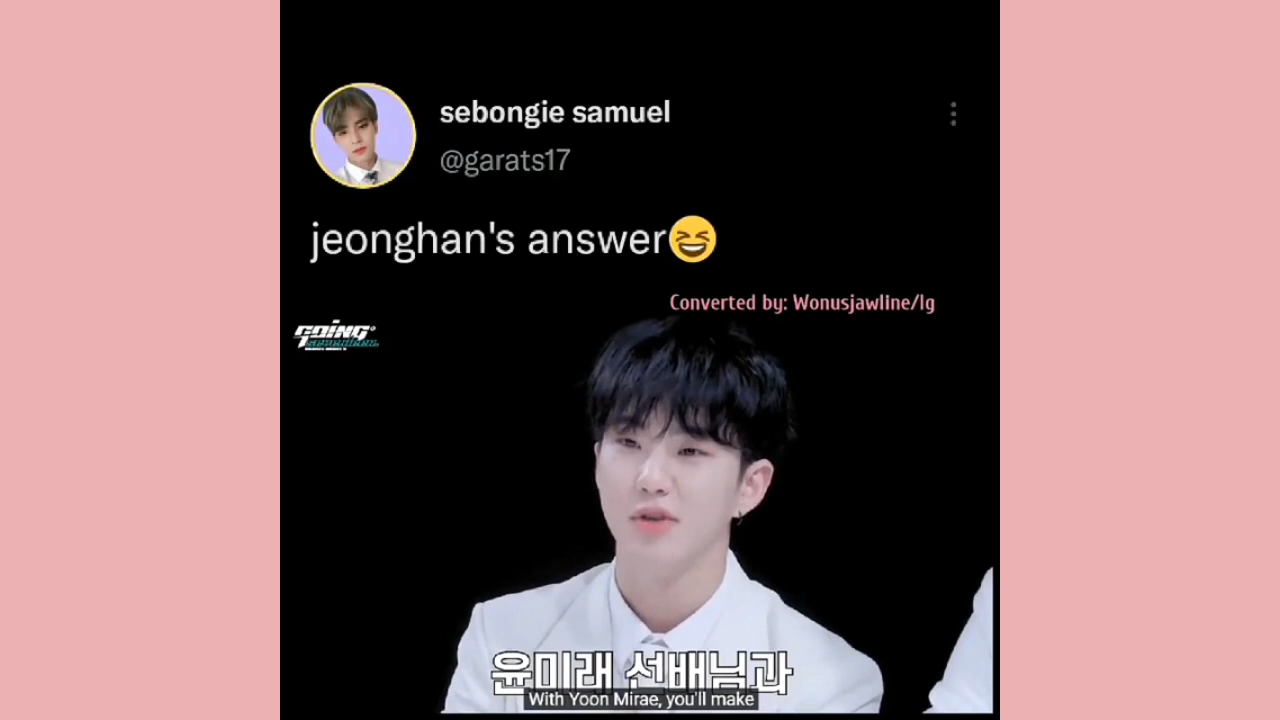 sebongie samuel
@garats17
jeonghan's answer😆
Converted by: Wonusjawline/Ig
GOING
SEVENTEEN
윤미래 선배님과
With Yoon Mirae, you'll make